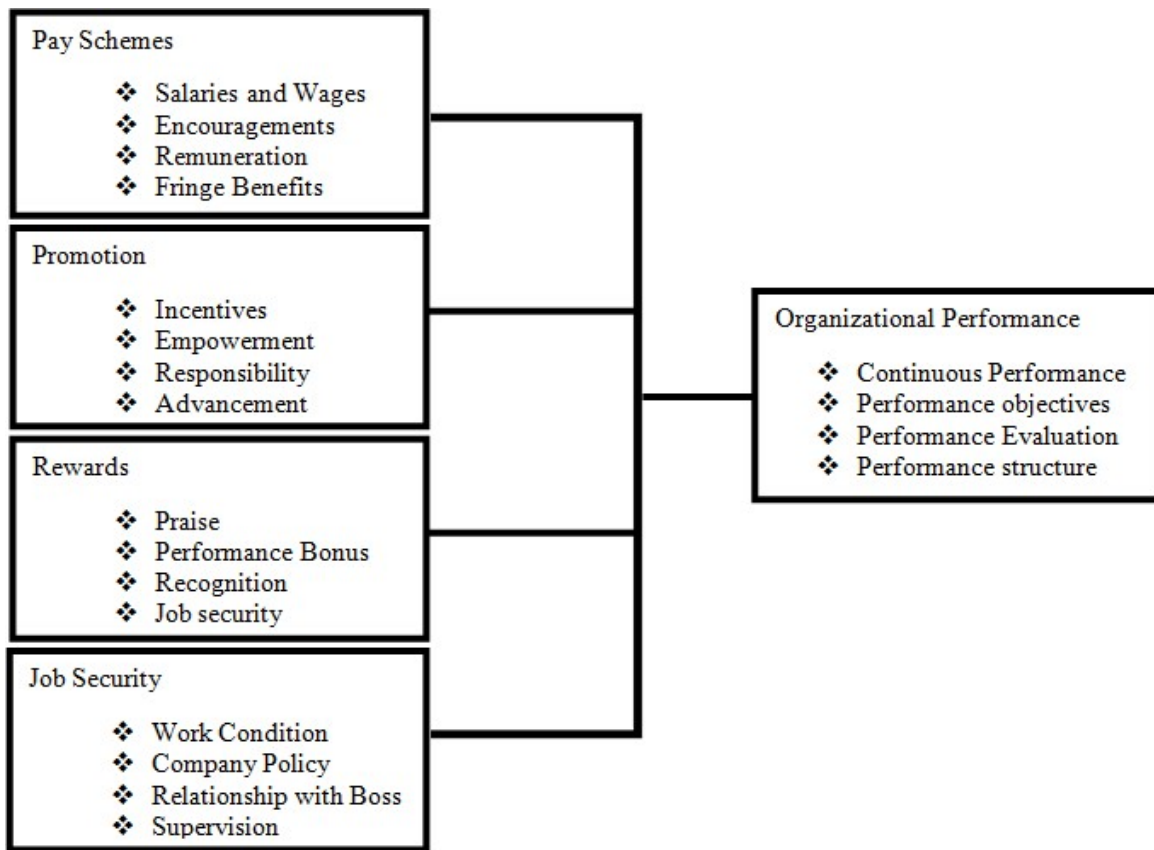 Pay Schemes
❖ Salaries and Wages
❖ Encouragements
❖ Remuneration
❖ Fringe Benefits
Promotion
❖ Incentives
❖ Empowerment
❖ Responsibility
❖ Advancement
Rewards
❖ Praise
❖ Performance Bonus
❖ Recognition
❖ Job security
Job Security
❖ Work Condition
❖ Company Policy
❖ Relationship with Boss
❖ Supervision
Organizational Performance
❖ Continuous Performance
❖ Performance objectives
❖ Performance Evaluation
❖ Performance structure